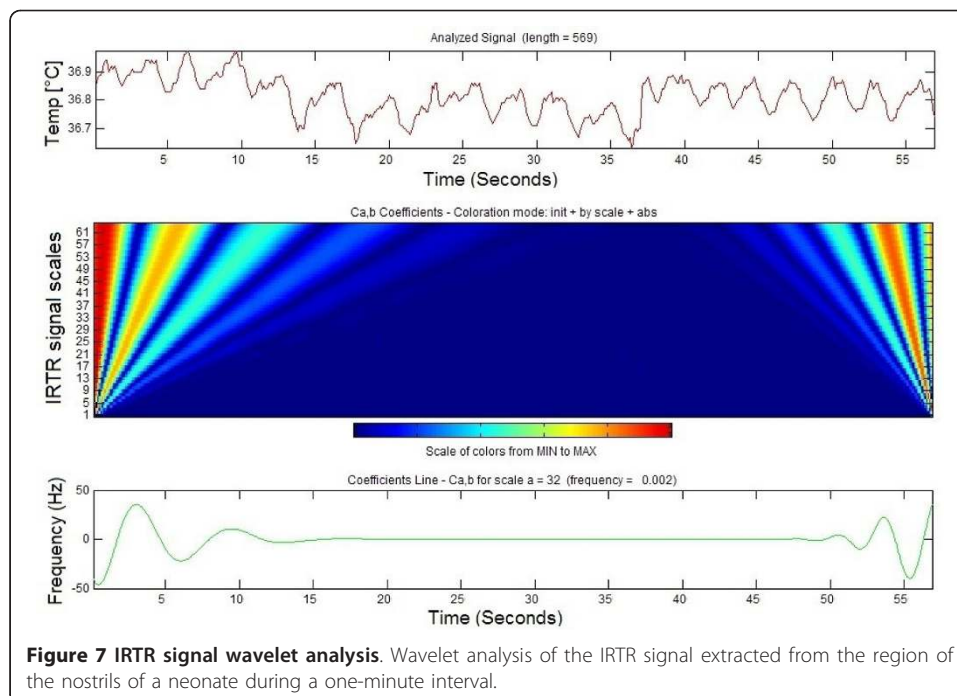 Analyzed Signal (length = 569)
Temp [°C]
36.9
36.8
36.7
5 10 15 20 25 30 35 40 45 50 55
Time (Seconds)
Ca,b Coefficients - Coloration mode: init + by scale + abs
IRTR signal scales
61
57
53
49
45
41
37
33
29
25
21
17
13
9
5
1
Scale of colors from MIN to MAX
Coefficients Line - Ca,b for scale a = 32 (frequency = 0.002)
Frequency (Hz)
50
0
-50
5 10 15 20 25 30 35 40 45 50 55
Time (Seconds)
Figure 7 IRTR signal wavelet analysis. Wavelet analysis of the IRTR signal extracted from the region of
the nostrils of a neonate during a one-minute interval.